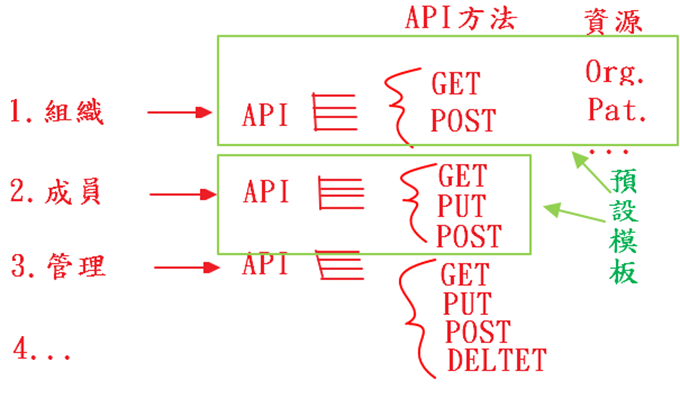 API方法 資源
1.組織 API GET Org.
POST Pat.
...
2.成員 API GET
PUT
POST
預設模板
3.管理 API GET
PUT
POST
DELTET
4...